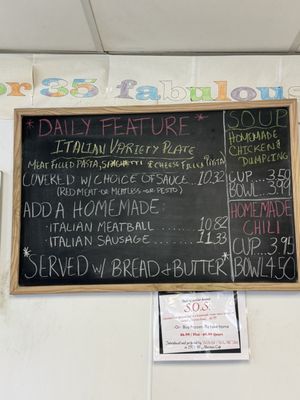 or 35 fabulous
* DAILY FEATURE *
ITALIAN VARIETY PLATE
MEAT FILLED PASTA, SPAGHETTI & CHEESE FILLED PASTA
COVERED W/ CHOICE OF SAUCE... 10.32
(RED MEAT OR MEATLESS OR PESTO)
ADD A HOMEMADE:
• ITALIAN MEATBALL ........ 10.82
• ITALIAN SAUSAGE ....... 11.33
*SERVED W/ BREAD & BUTTER*
SOUP
HOMEMADE
CHICKEN &
DUMPLING
CUP... 3.50
BOWL. 3.99
HOMEMADE
CHILI
CUP... 3.95
BOWL 4.50
S.O.S.